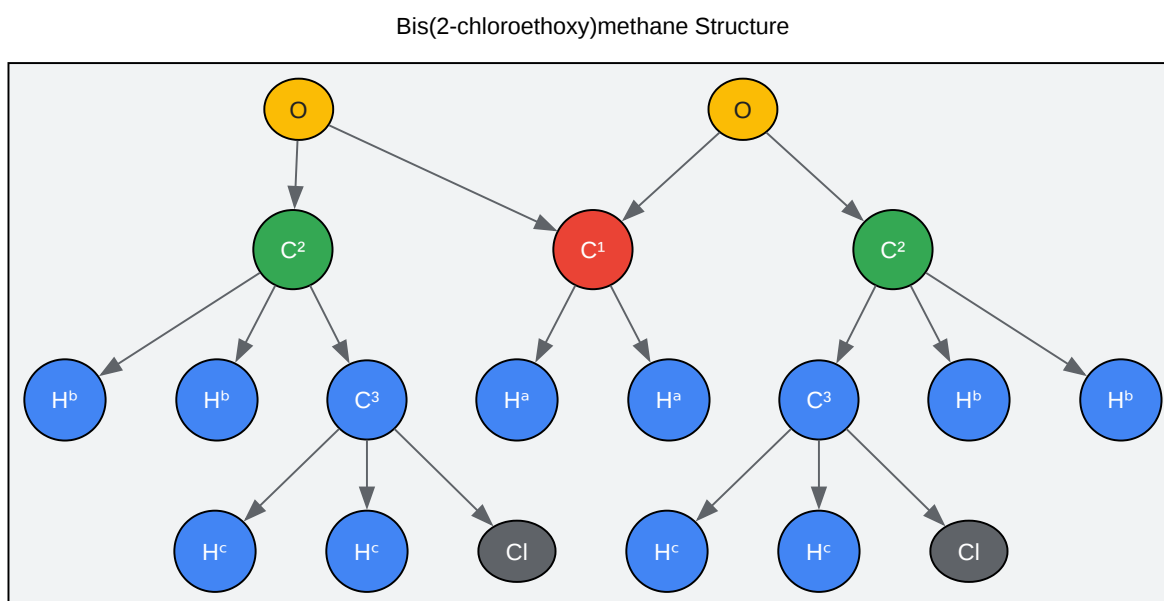 Bis(2-chloroethoxy)methane Structure
O O
C² C¹ C²
Hᵇ Hᵇ C³ Hᵃ Hᵃ C³ Hᵇ Hᵇ
Hᶜ Hᶜ Cl Hᶜ Hᶜ Cl